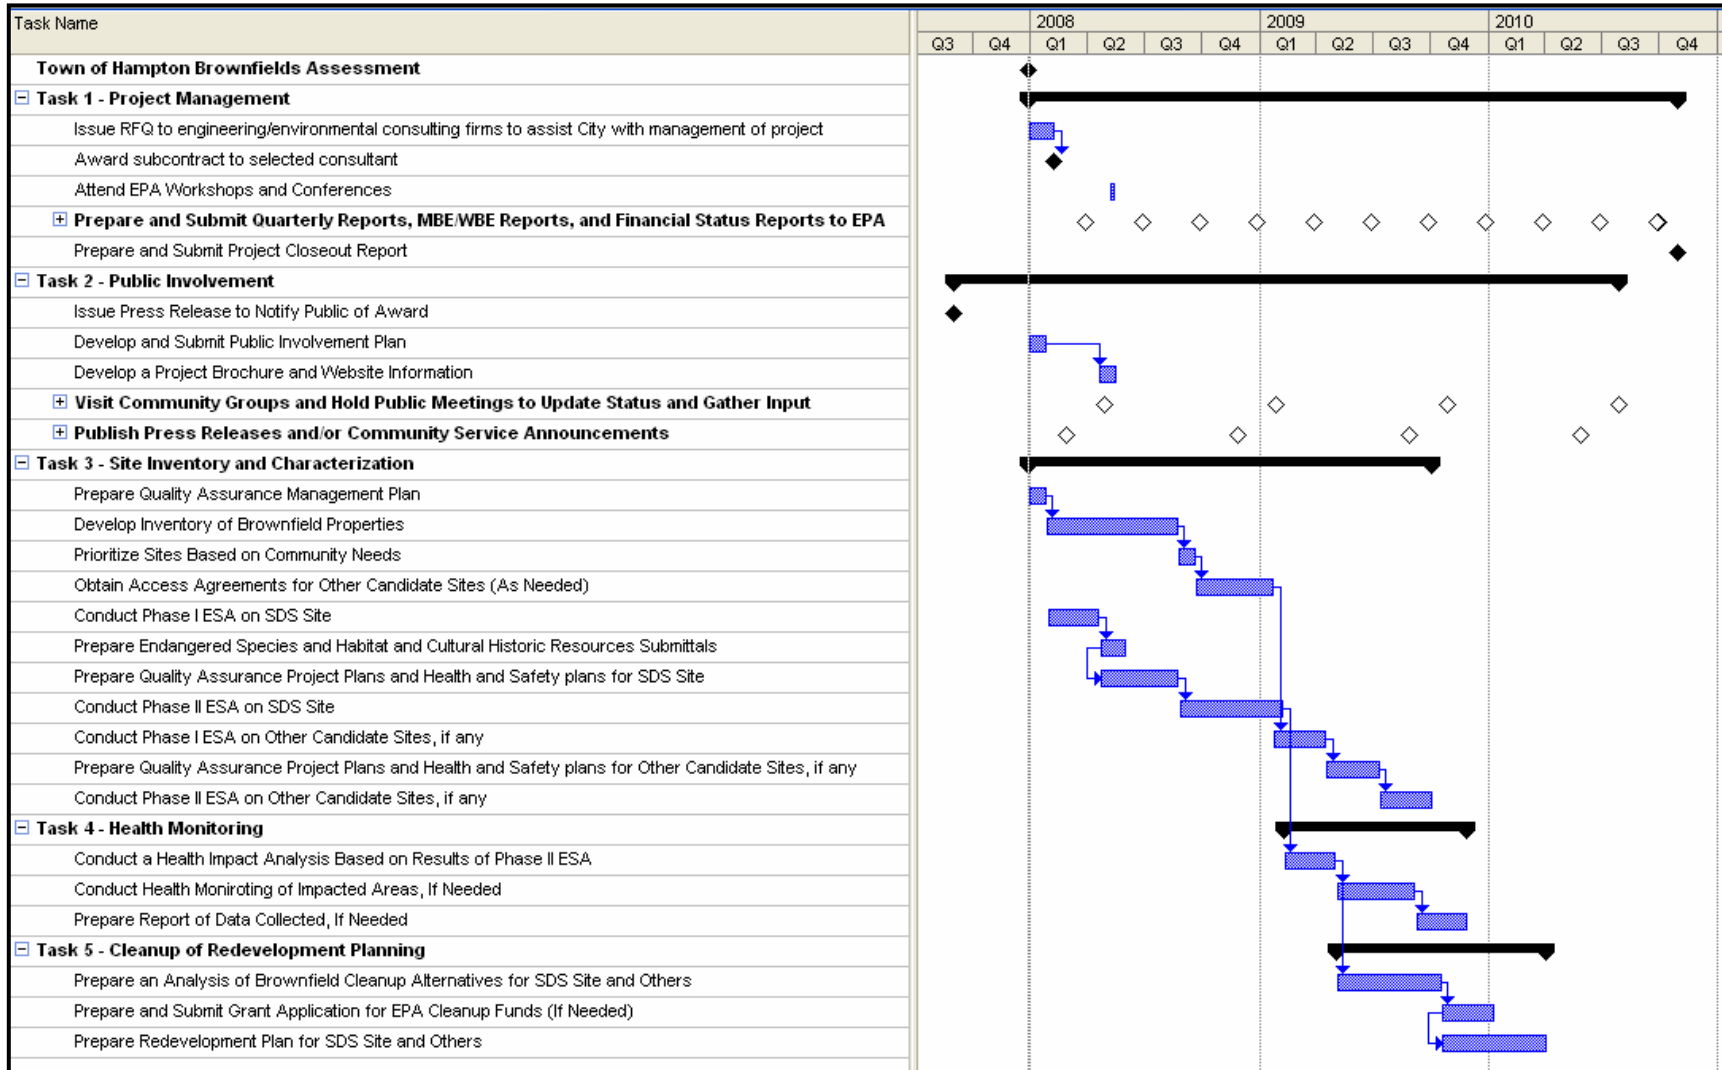 Task Name
2008 2009 2010
Q3 Q4 Q1 Q2 Q3 Q4 Q1 Q2 Q3 Q4 Q1 Q2 Q3 Q4
Town of Hampton Brownfields Assessment
Task 1 - Project Management
Issue RFQ to engineering/environmental consulting firms to assist City with management of project
Award subcontract to selected consultant
Attend EPA Workshops and Conferences
Prepare and Submit Quarterly Reports, MBE/WBE Reports, and Financial Status Reports to EPA
Prepare and Submit Project Closeout Report
Task 2 - Public Involvement
Issue Press Release to Notify Public of Award
Develop and Submit Public Involvement Plan
Develop a Project Brochure and Website Information
Visit Community Groups and Hold Public Meetings to Update Status and Gather Input
Publish Press Releases and/or Community Service Announcements
Task 3 - Site Inventory and Characterization
Prepare Quality Assurance Management Plan
Develop Inventory of Brownfield Properties
Prioritize Sites Based on Community Needs
Obtain Access Agreements for Other Candidate Sites (As Needed)
Conduct Phase I ESA on SDS Site
Prepare Endangered Species and Habitat and Cultural Historic Resources Submittals
Prepare Quality Assurance Project Plans and Health and Safety plans for SDS Site
Conduct Phase II ESA on SDS Site
Conduct Phase I ESA on Other Candidate Sites, if any
Prepare Quality Assurance Project Plans and Health and Safety plans for Other Candidate Sites, if any
Conduct Phase II ESA on Other Candidate Sites, if any
Task 4 - Health Monitoring
Conduct a Health Impact Analysis Based on Results of Phase II ESA
Conduct Health Moniroting of Impacted Areas, If Needed
Prepare Report of Data Collected, If Needed
Task 5 - Cleanup of Redevelopment Planning
Prepare an Analysis of Brownfield Cleanup Alternatives for SDS Site and Others
Prepare and Submit Grant Application for EPA Cleanup Funds (If Needed)
Prepare Redevelopment Plan for SDS Site and Others